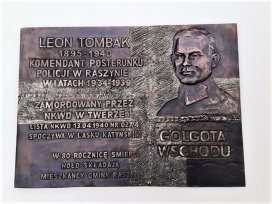 LEON TOMBAK
1895-1940
KOMENDANT POSTERUNKU
POLICJI W RASZYNIE
W LATACH 1934-1939
ZAMORDOWANY PRZEZ
NKWD W TWERZE
LISTA NKWD 13.04.1940 NR 027/4
SPOCZYWA W LASKU KATYŃSKIM
W 80 ROCZNICĘ ŚMIERCI
HOŁD SKŁADAJĄ
MIESZKAŃCY GMINY RASZYN
GOLGOTA
WSCHODU